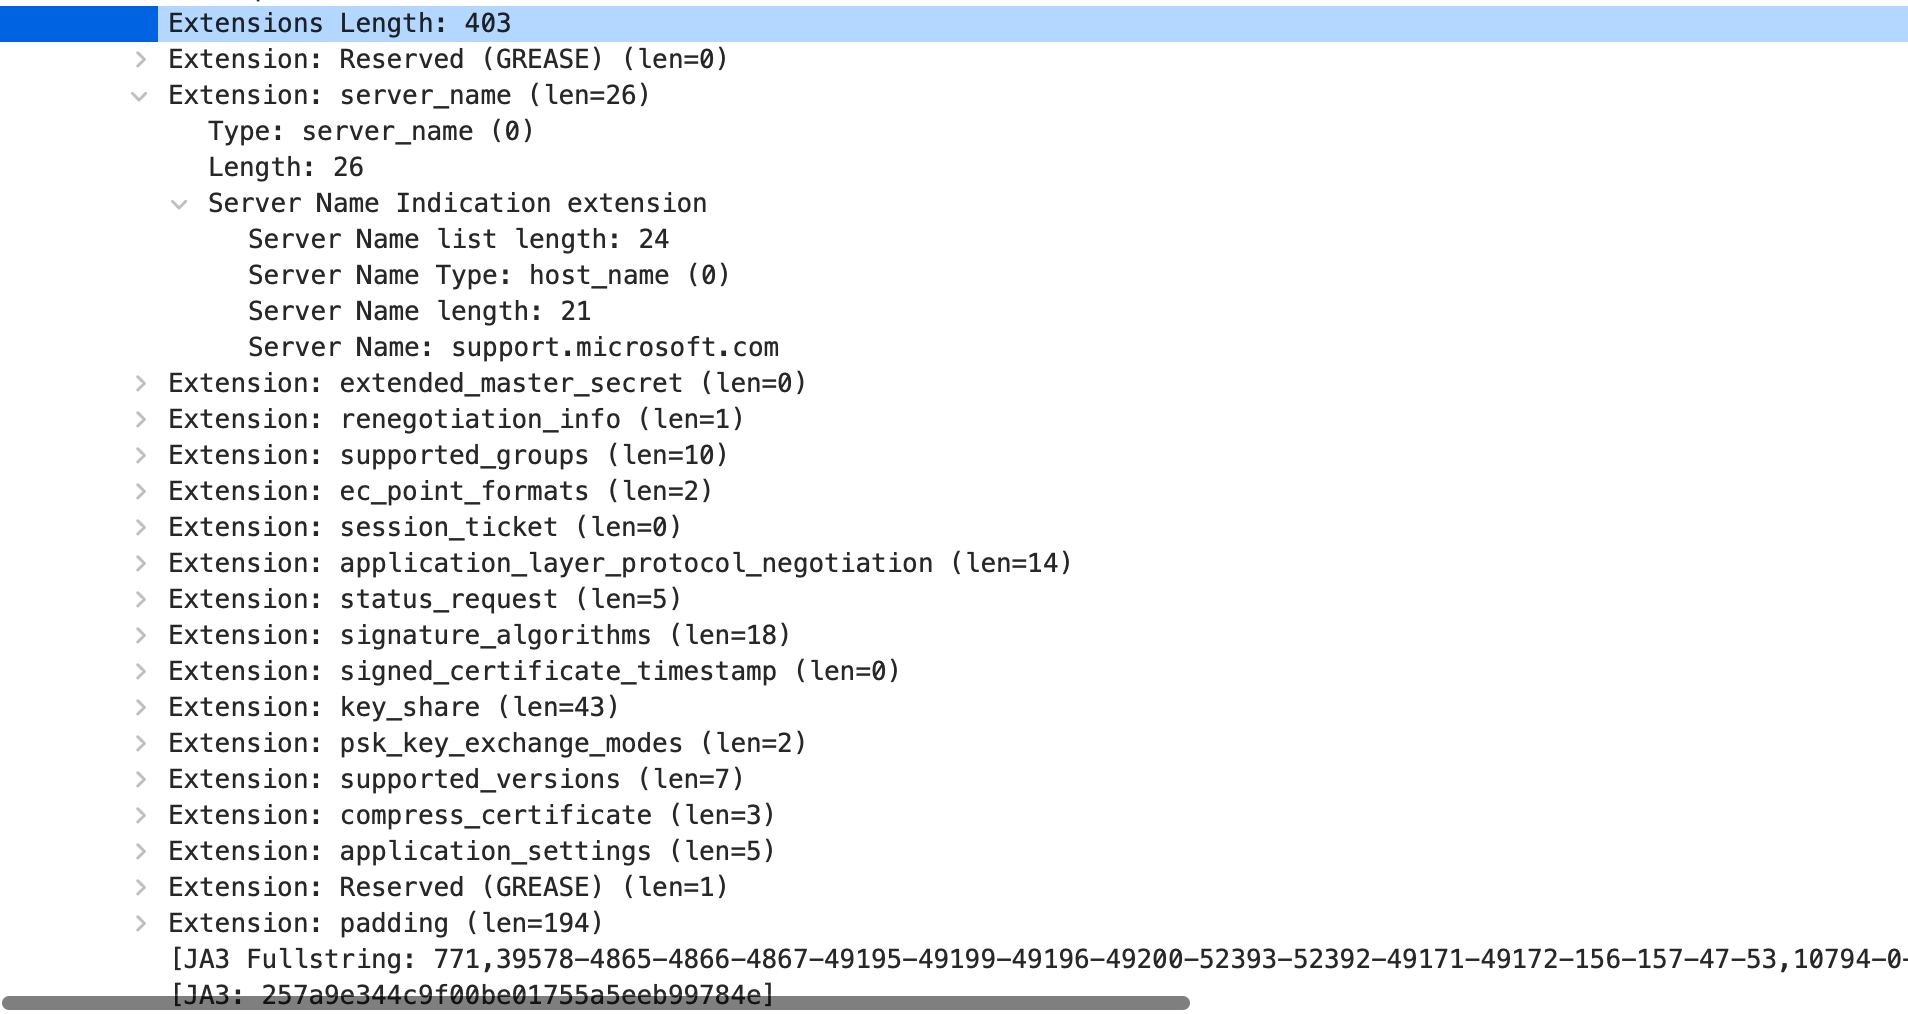 Extensions Length: 403
Extension: Reserved (GREASE) (len=0)
Extension: server_name (len=26)
Type: server_name (0)
Length: 26
Server Name Indication extension
Server Name list length: 24
Server Name Type: host_name (0)
Server Name length: 21
Server Name: support.microsoft.com
Extension: extended_master_secret (len=0)
Extension: renegotiation_info (len=1)
Extension: supported_groups (len=10)
Extension: ec_point_formats (len=2)
Extension: session_ticket (len=0)
Extension: application_layer_protocol_negotiation (len=14)
Extension: status_request (len=5)
Extension: signature_algorithms (len=18)
Extension: signed_certificate_timestamp (len=0)
Extension: key_share (len=43)
Extension: psk_key_exchange_modes (len=2)
Extension: supported_versions (len=7)
Extension: compress_certificate (len=3)
Extension: application_settings (len=5)
Extension: Reserved (GREASE) (len=1)
Extension: padding (len=194)
[JA3 Fullstring: 771,39578-4865-4866-4867-49195-49199-49196-49200-52393-52392-49171-49172-156-157-47-53,10794-0-
[JA3: 257a9e344c9f00be01755a5eeb99784e]